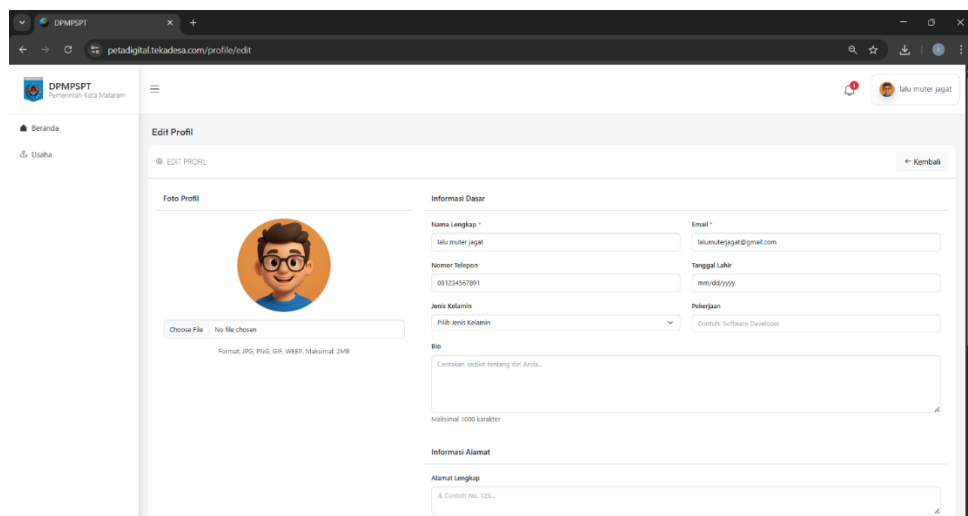 DPMPSPT
petadigital.tekadesa.com/profile/edit
DPMPSPT
Pemerintah Kota Mataram
1
lalu muter jagat
Beranda
Usaha
Edit Profil
EDIT PROFIL
← Kembali
Foto Profil
Choose File No file chosen
Format: JPG, PNG, GIF, WEBP. Maksimal: 2MB
Informasi Dasar
Nama Lengkap *
lalu muter jagat
Email *
lalumuterjagat@gmail.com
Nomor Telepon
081234567891
Tanggal Lahir
mm/dd/yyyy
Jenis Kelamin
Pilih Jenis Kelamin
Pekerjaan
Contoh: Software Developer
Bio
Ceritakan sedikit tentang diri Anda...
Maksimal 1000 karakter
Informasi Alamat
Alamat Lengkap
Jl. Contoh No. 123...